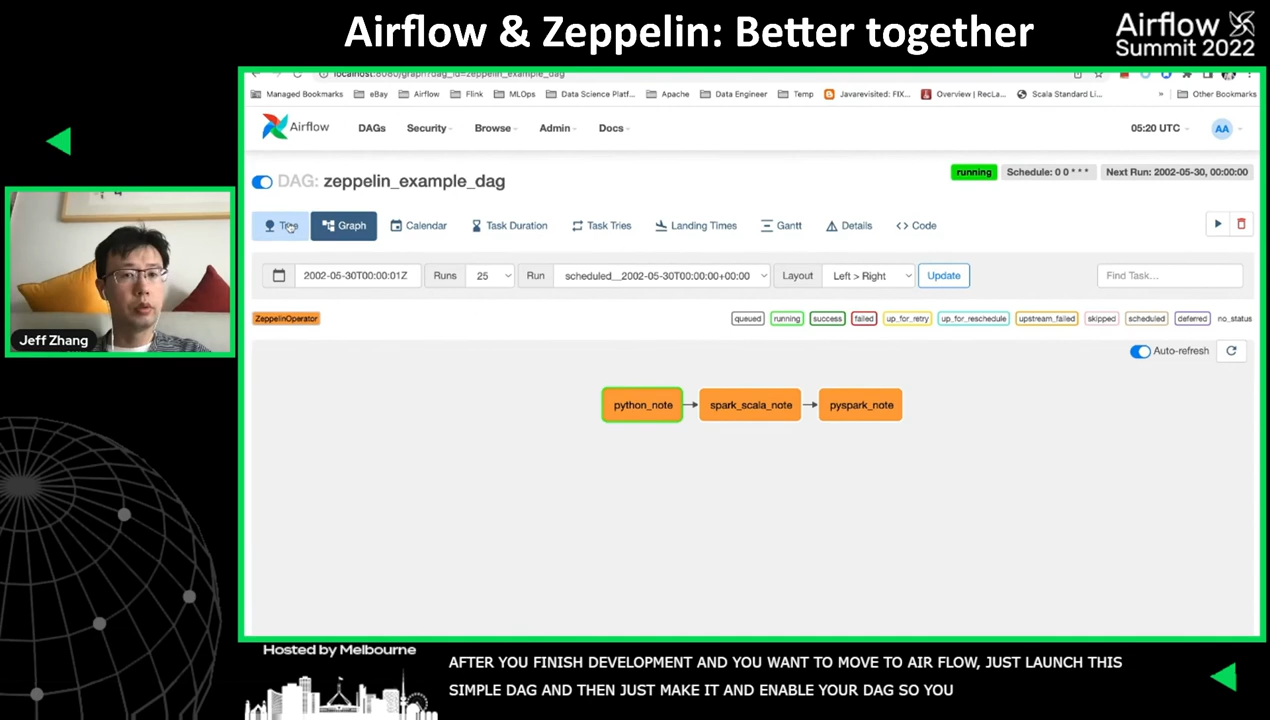 Airflow & Zeppelin: Better together
Airflow
Summit 2022
localhost:8080/graph?dag_id=zeppelin_example_dag
Managed Bookmarks eBay Airflow Flink MLOps Data Science Platf... Apache Data Engineer Temp Javarevisited: FIX... Overview | RecLa... Scala Standard Li... » Other Bookmarks
Airflow DAGs Security Browse Admin Docs 05:20 UTC AA
DAG: zeppelin_example_dag
running Schedule: 0 0 * * * Next Run: 2002-05-30, 00:00:00
Tree Graph Calendar Task Duration Task Tries Landing Times Gantt Details <> Code
2002-05-30T00:00:01Z Runs 25 Run scheduled__2002-05-30T00:00:00+00:00 Layout Left > Right Update Find Task...
ZeppelinOperator queued running success failed up_for_retry up_for_reschedule upstream_failed skipped scheduled deferred no_status
Auto-refresh
python_note spark_scala_note pyspark_note
Jeff Zhang
Hosted by Melbourne
AFTER YOU FINISH DEVELOPMENT AND YOU WANT TO MOVE TO AIR FLOW, JUST LAUNCH THIS
SIMPLE DAG AND THEN JUST MAKE IT AND ENABLE YOUR DAG SO YOU